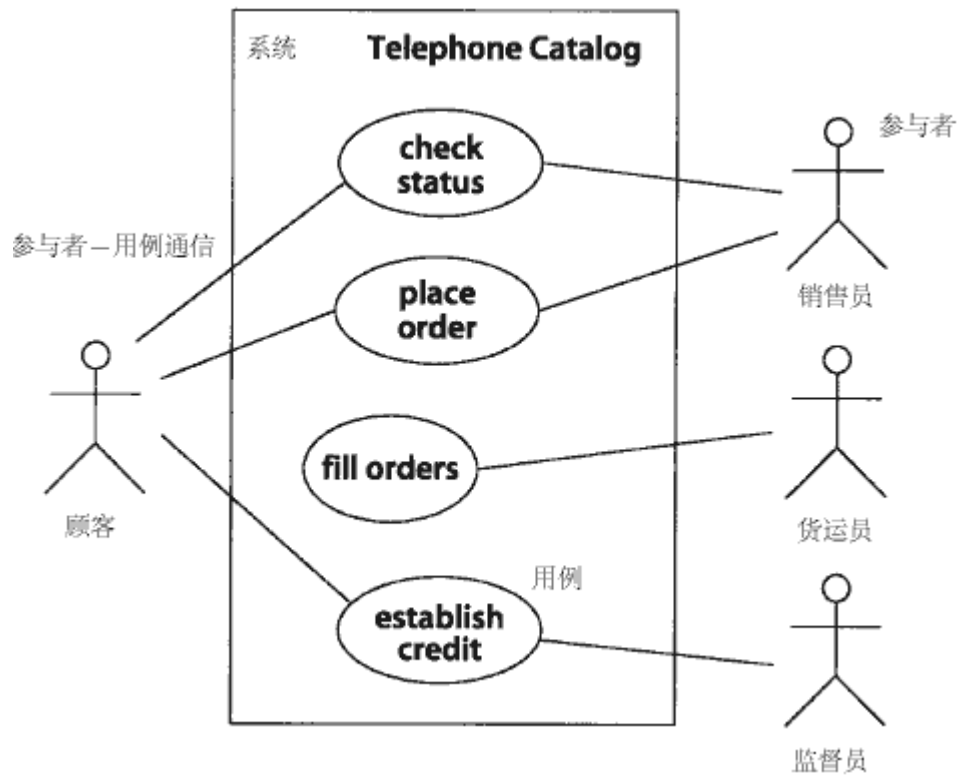 系统 Telephone Catalog
参与者
check
status
参与者－用例通信
place
order
销售员
fill orders
顾客
货运员
用例
establish
credit
监督员